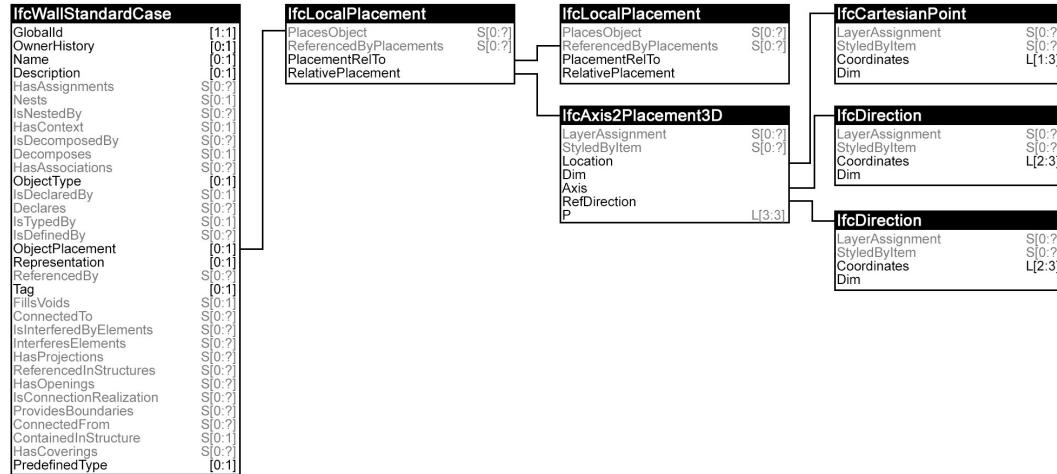 IfcWallStandardCase
GlobalId [1:1]
OwnerHistory [0:1]
Name [0:1]
Description [0:1]
HasAssignments S[0:?]
Nests S[0:1]
IsNestedBy S[0:?]
HasContext S[0:1]
IsDecomposedBy S[0:?]
Decomposes S[0:1]
HasAssociations S[0:?]
ObjectType [0:1]
IsDeclaredBy S[0:1]
Declares S[0:?]
IsTypedBy S[0:1]
IsDefinedBy S[0:?]
ObjectPlacement [0:1]
Representation [0:1]
ReferencedBy S[0:?]
Tag [0:1]
FillsVoids S[0:1]
ConnectedTo S[0:?]
IsInterferedByElements S[0:?]
InterferesElements S[0:?]
HasProjections S[0:?]
ReferencedInStructures S[0:?]
HasOpenings S[0:?]
IsConnectionRealization S[0:?]
ProvidesBoundaries S[0:?]
ConnectedFrom S[0:?]
ContainedInStructure S[0:1]
HasCoverings S[0:?]
PredefinedType [0:1]
IfcLocalPlacement
PlacesObject S[0:?]
ReferencedByPlacements S[0:?]
PlacementRelTo
RelativePlacement
IfcLocalPlacement
PlacesObject S[0:?]
ReferencedByPlacements S[0:?]
PlacementRelTo
RelativePlacement
IfcAxis2Placement3D
LayerAssignment S[0:?]
StyledByItem S[0:?]
Location
Dim
Axis
RefDirection
P L[3:3]
IfcCartesianPoint
LayerAssignment S[0:?
StyledByItem S[0:?
Coordinates L[1:3]
Dim
IfcDirection
LayerAssignment S[0:?
StyledByItem S[0:?
Coordinates L[2:3]
Dim
IfcDirection
LayerAssignment S[0:?
StyledByItem S[0:?
Coordinates L[2:3]
Dim